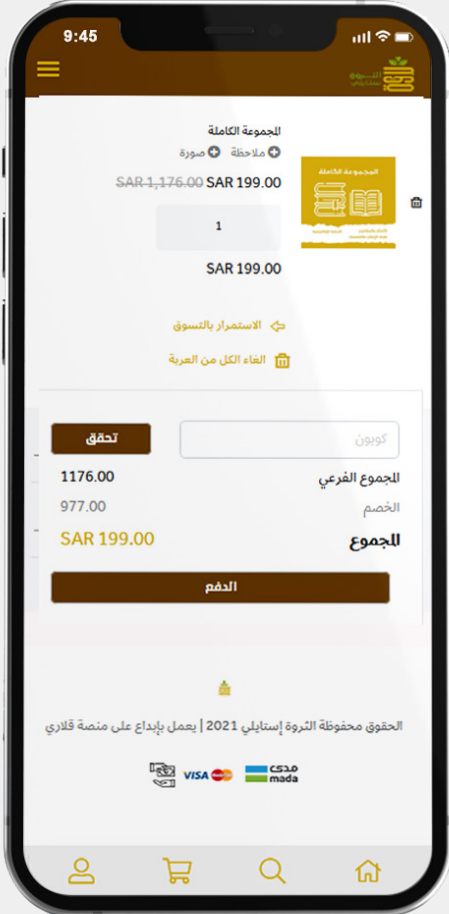 9:45
الثروة
ستايلي
المجموعة الكاملة
ملاحظة صورة
SAR 1,176.00 SAR 199.00
المجموعة الكاملة
1
SAR 199.00
الاستمرار بالتسوق
الغاء الكل من العربة
كوبون
تحقق
المجموع الفرعي 1176.00
الخصم 977.00
المجموع SAR 199.00
الدفع
الحقوق محفوظة الثروة إستايلي 2021 | يعمل بإبداع على منصة قلاري
VISA
مدى
mada